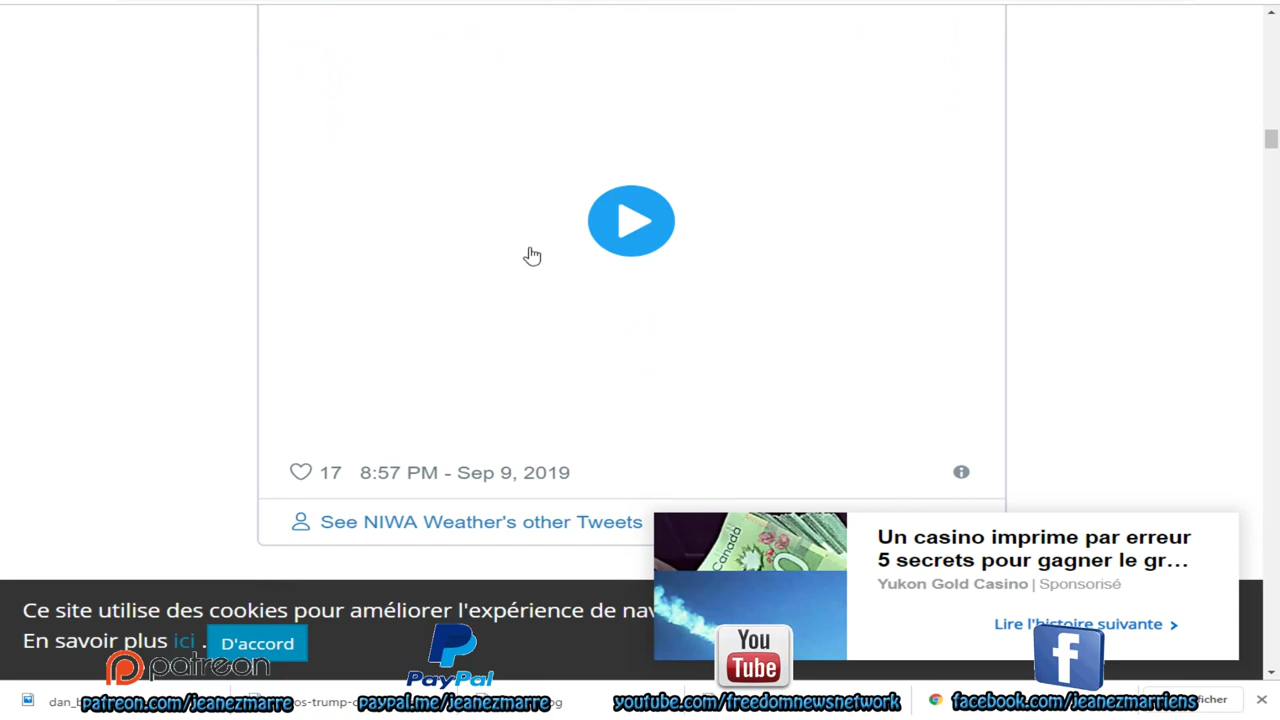 17 8:57 PM - Sep 9, 2019
See NIWA Weather's other Tweets
Un casino imprime par erreur
5 secrets pour gagner le gr...
Yukon Gold Casino | Sponsorisé
Lire l'histoire suivante >
Canada
Ce site utilise des cookies pour améliorer l'expérience de
En savoir plus ici . D'accord
patreon
PayPal
You
Tube
f
patreon.com/jeanezmarre
paypal.me/jeanezmarre
youtube.com/freedomnewsnetwork
facebook.com/jeanezmarriens